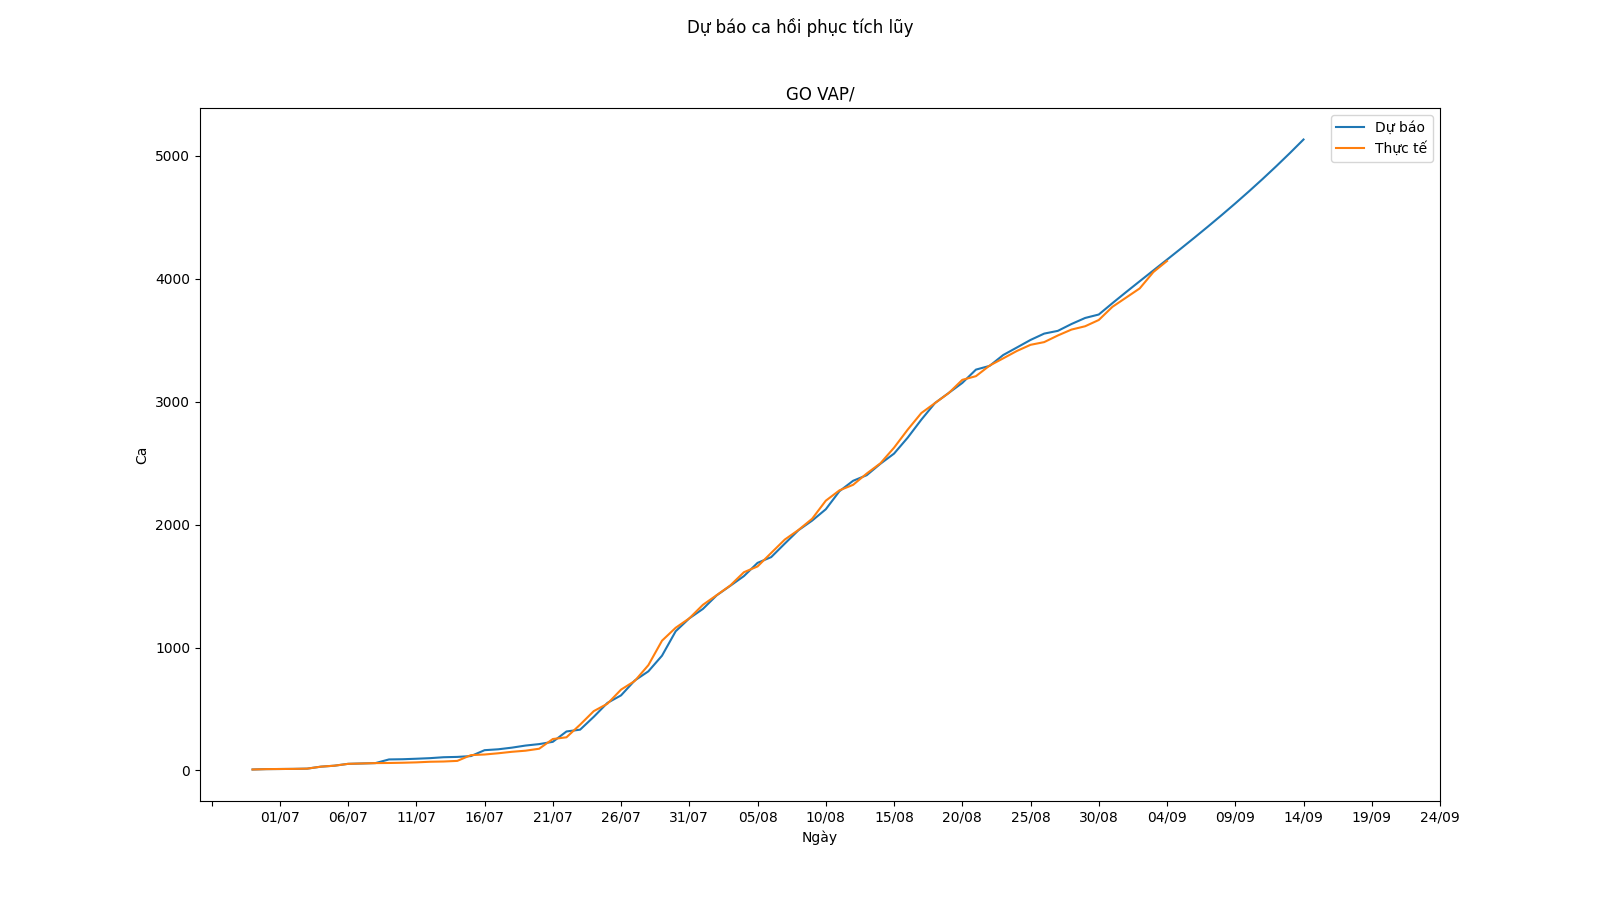 Dự báo ca hồi phục tích lũy
GO VAP/
Dự báo
Thực tế
5000
4000
3000
2000
1000
0
Ca
01/07 06/07 11/07 16/07 21/07 26/07 31/07 05/08 10/08 15/08 20/08 25/08 30/08 04/09 09/09 14/09 19/09 24/09
Ngày